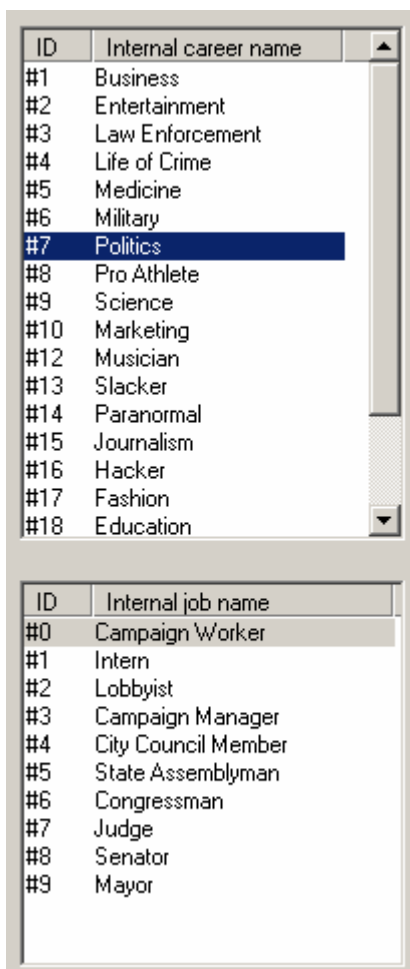 ID Internal career name
#1 Business
#2 Entertainment
#3 Law Enforcement
#4 Life of Crime
#5 Medicine
#6 Military
#7 Politics
#8 Pro Athlete
#9 Science
#10 Marketing
#12 Musician
#13 Slacker
#14 Paranormal
#15 Journalism
#16 Hacker
#17 Fashion
#18 Education
ID Internal job name
#0 Campaign Worker
#1 Intern
#2 Lobbyist
#3 Campaign Manager
#4 City Council Member
#5 State Assemblyman
#6 Congressman
#7 Judge
#8 Senator
#9 Mayor